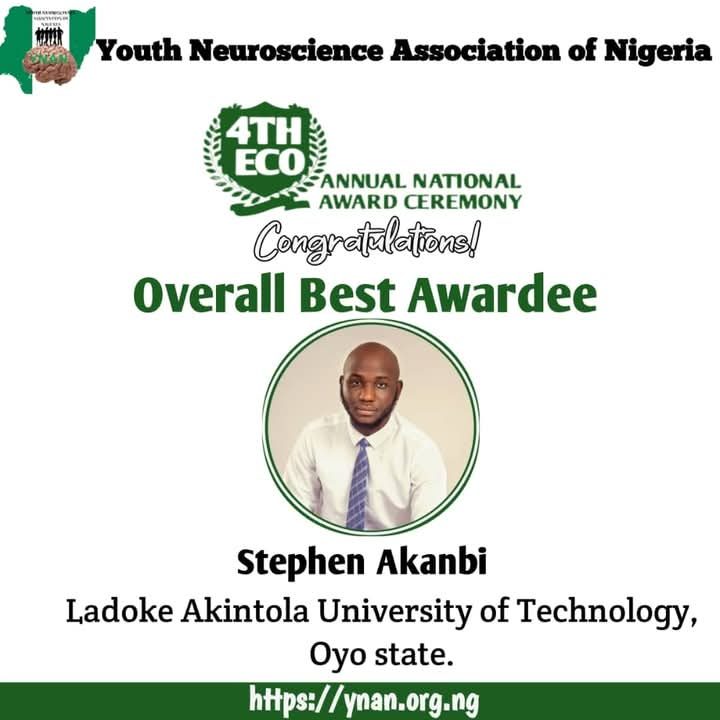 YNAN
Youth Neuroscience Association of Nigeria
4TH
ECO
ANNUAL NATIONAL
AWARD CEREMONY
Congratulations!
Overall Best Awardee
Stephen Akanbi
Ladoke Akintola University of Technology,
Oyo state.
https://ynan.org.ng